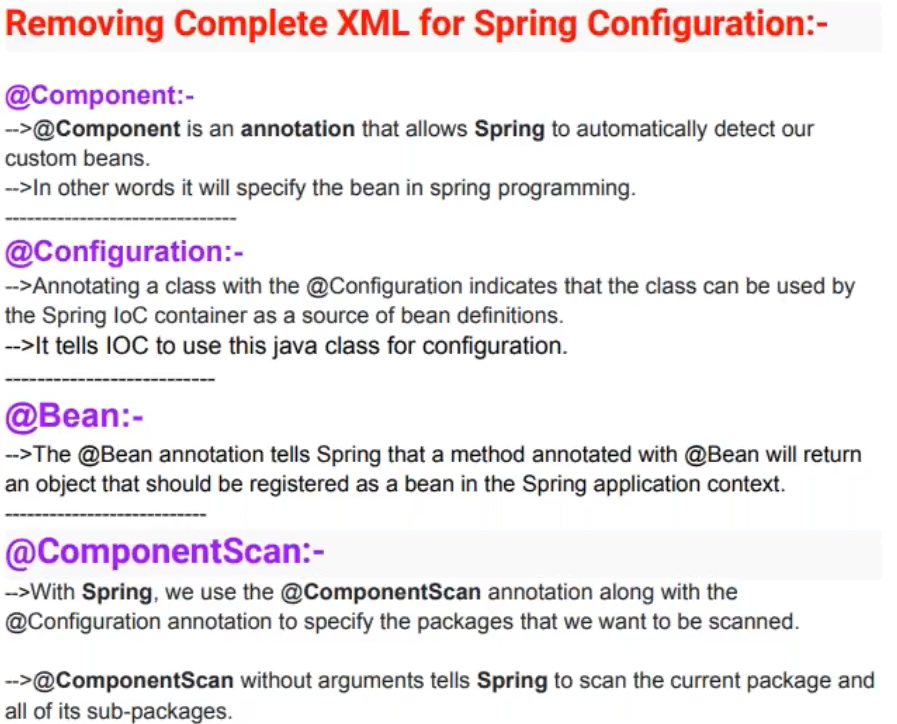 Removing Complete XML for Spring Configuration:-
@Component:-
-->@Component is an annotation that allows Spring to automatically detect our
custom beans.
-->In other words it will specify the bean in spring programming.
-------------------------------
@Configuration:-
-->Annotating a class with the @Configuration indicates that the class can be used by
the Spring IoC container as a source of bean definitions.
-->It tells IOC to use this java class for configuration.
----------------------------
@Bean:-
-->The @Bean annotation tells Spring that a method annotated with @Bean will return
an object that should be registered as a bean in the Spring application context.
---------------------------
@ComponentScan:-
-->With Spring, we use the @ComponentScan annotation along with the
@Configuration annotation to specify the packages that we want to be scanned.
-->@ComponentScan without arguments tells Spring to scan the current package and
all of its sub-packages.